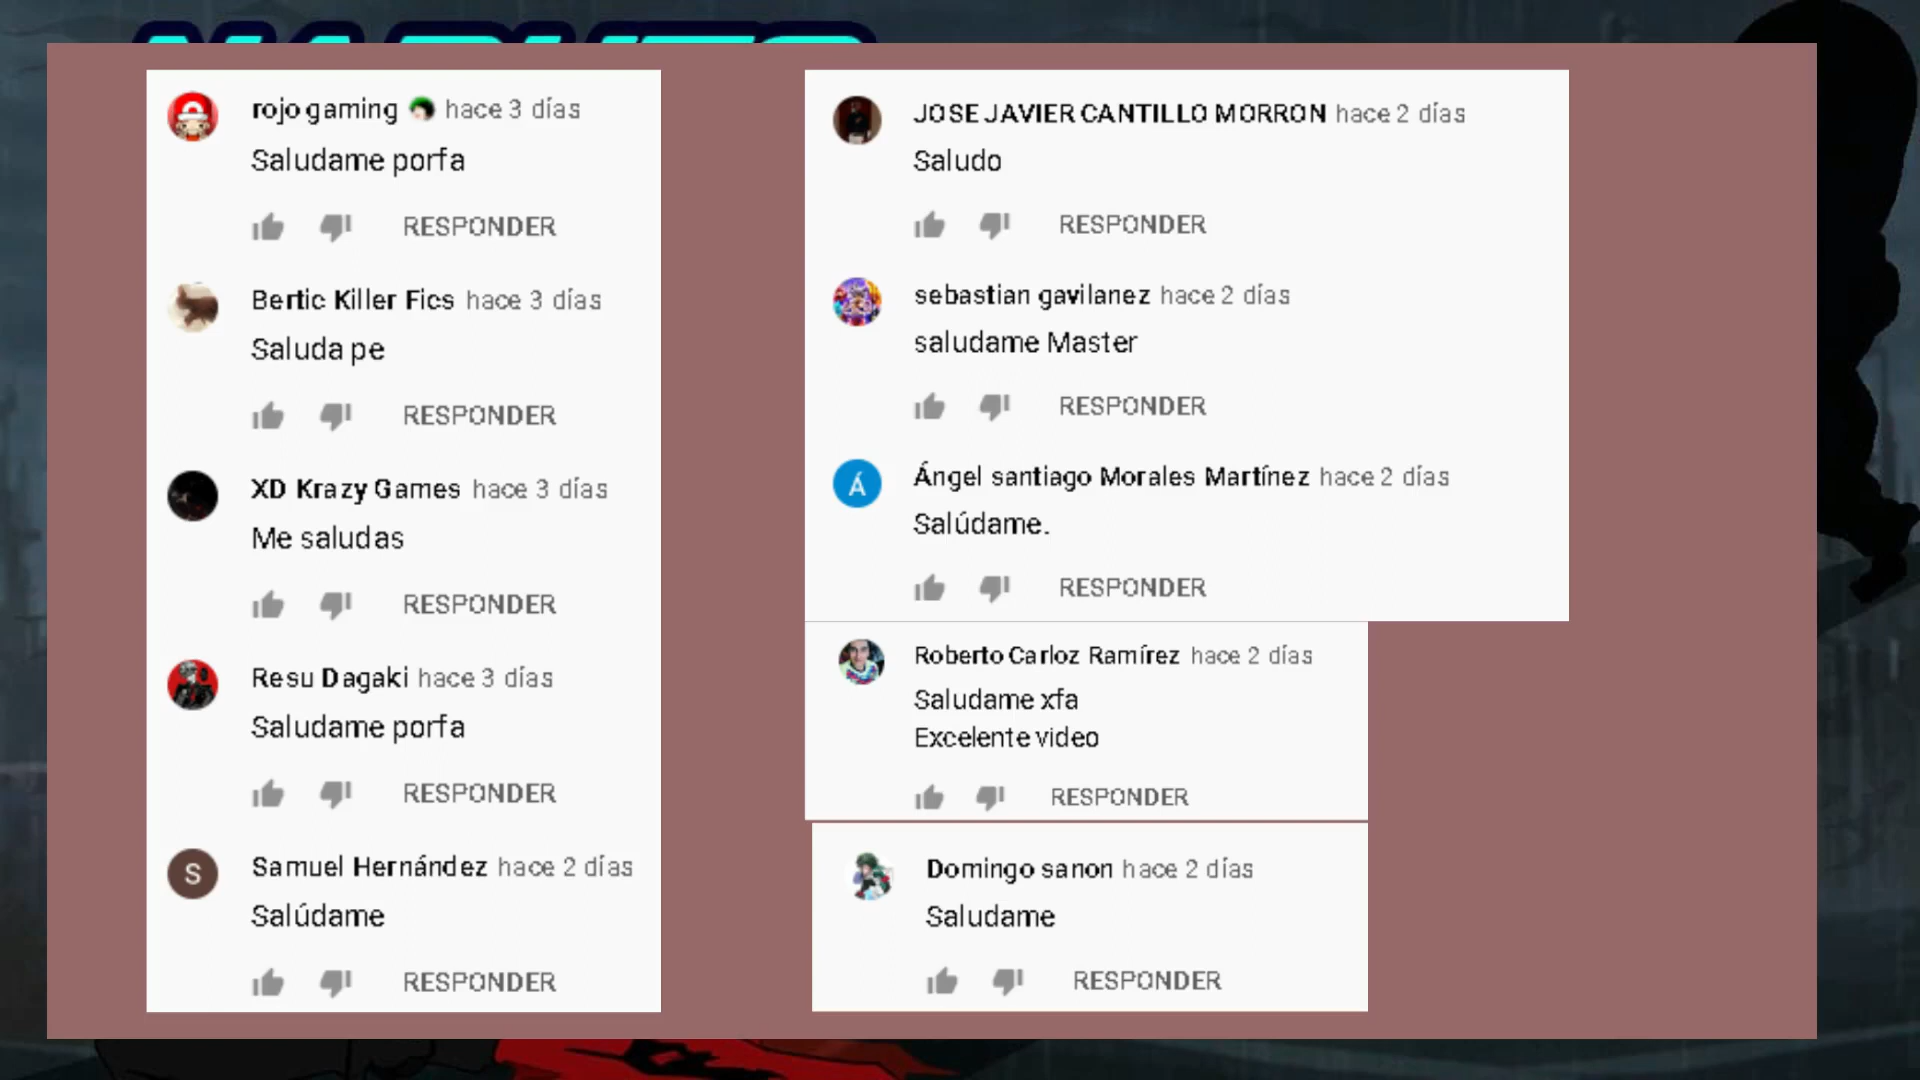 rojo gaming hace 3 días
Saludame porfa
RESPONDER
Bertic Killer Fics hace 3 días
Saluda pe
RESPONDER
XD Krazy Games hace 3 días
Me saludas
RESPONDER
Resu Dagaki hace 3 días
Saludame porfa
RESPONDER
S
Samuel Hernández hace 2 días
Salúdame
RESPONDER
JOSE JAVIER CANTILLO MORRON hace 2 días
Saludo
RESPONDER
sebastian gavilanez hace 2 días
saludame Master
RESPONDER
Á
Ángel santiago Morales Martínez hace 2 días
Salúdame.
RESPONDER
Roberto Carloz Ramírez hace 2 días
Saludame xfa
Excelente video
RESPONDER
Domingo sanon hace 2 días
Saludame
RESPONDER